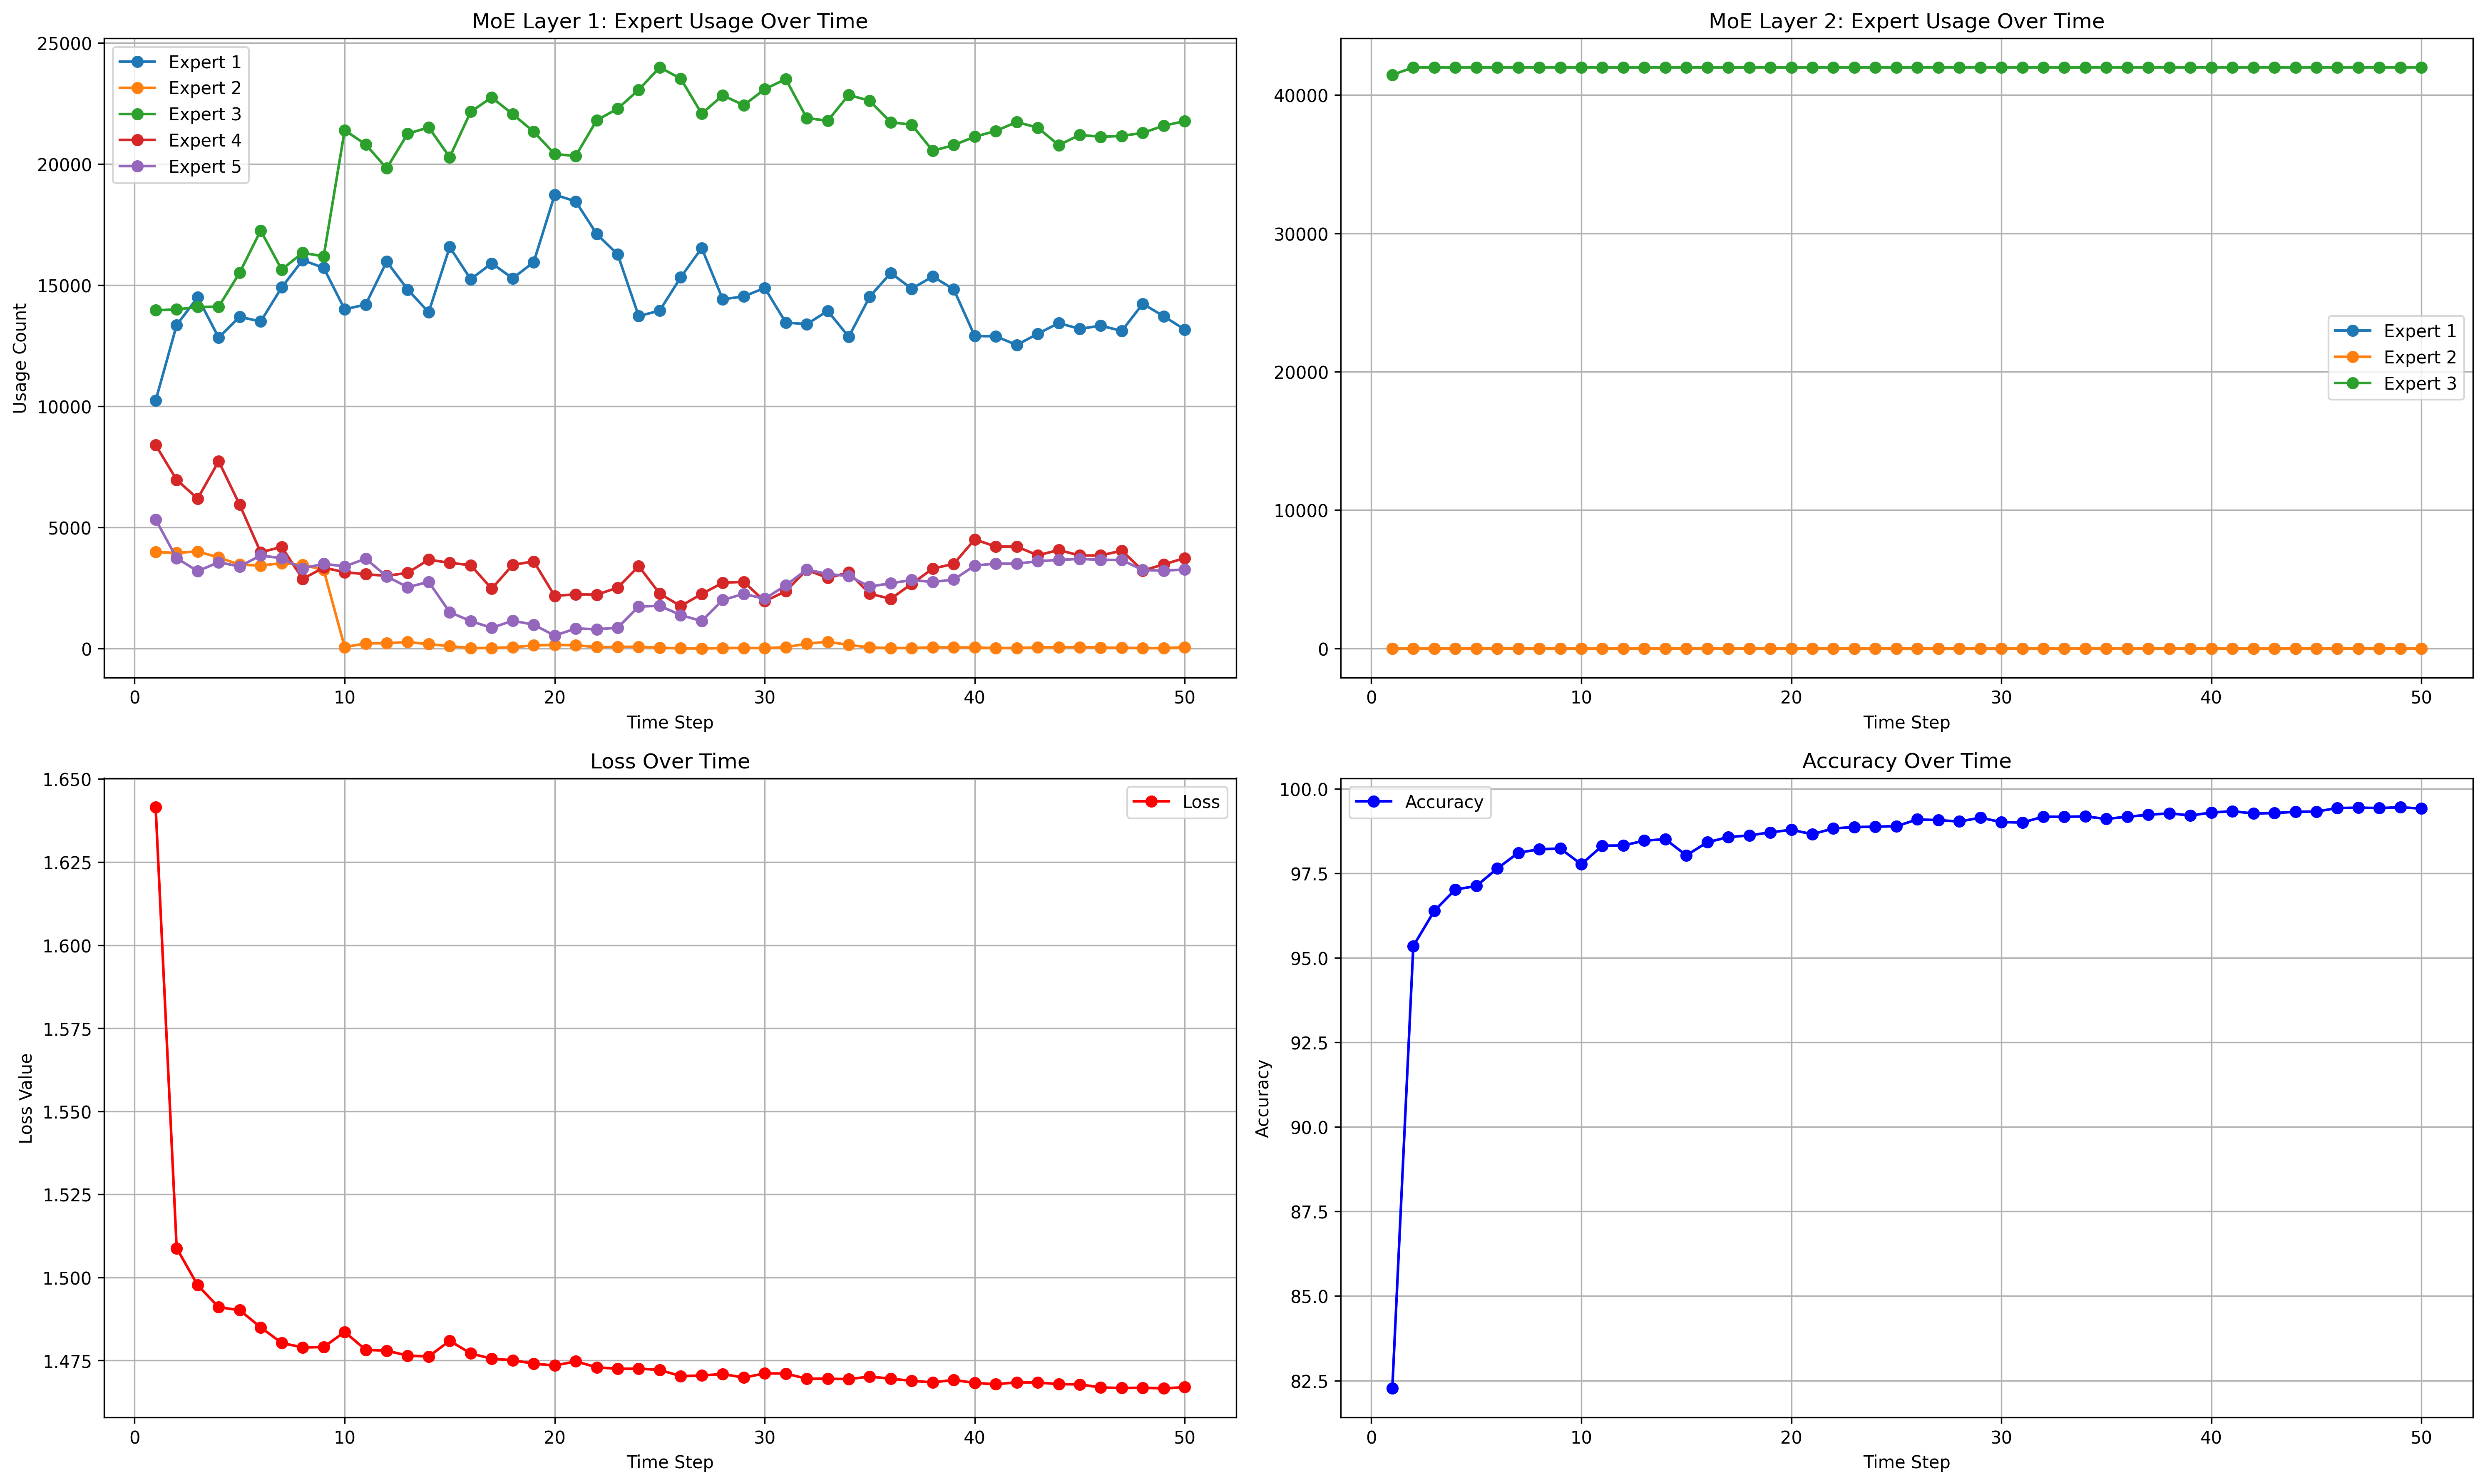 MoE Layer 1: Expert Usage Over Time
25000
20000
15000
10000
5000
0
Usage Count
Expert 1
Expert 2
Expert 3
Expert 4
Expert 5
0 10 20 30 40 50
Time Step
MoE Layer 2: Expert Usage Over Time
40000
30000
20000
10000
0
Expert 1
Expert 2
Expert 3
0 10 20 30 40 50
Time Step
Loss Over Time
1.650
1.625
1.600
1.575
1.550
1.525
1.500
1.475
Loss Value
Loss
0 10 20 30 40 50
Time Step
Accuracy Over Time
100.0
97.5
95.0
92.5
90.0
87.5
85.0
82.5
Accuracy
Accuracy
0 10 20 30 40 50
Time Step